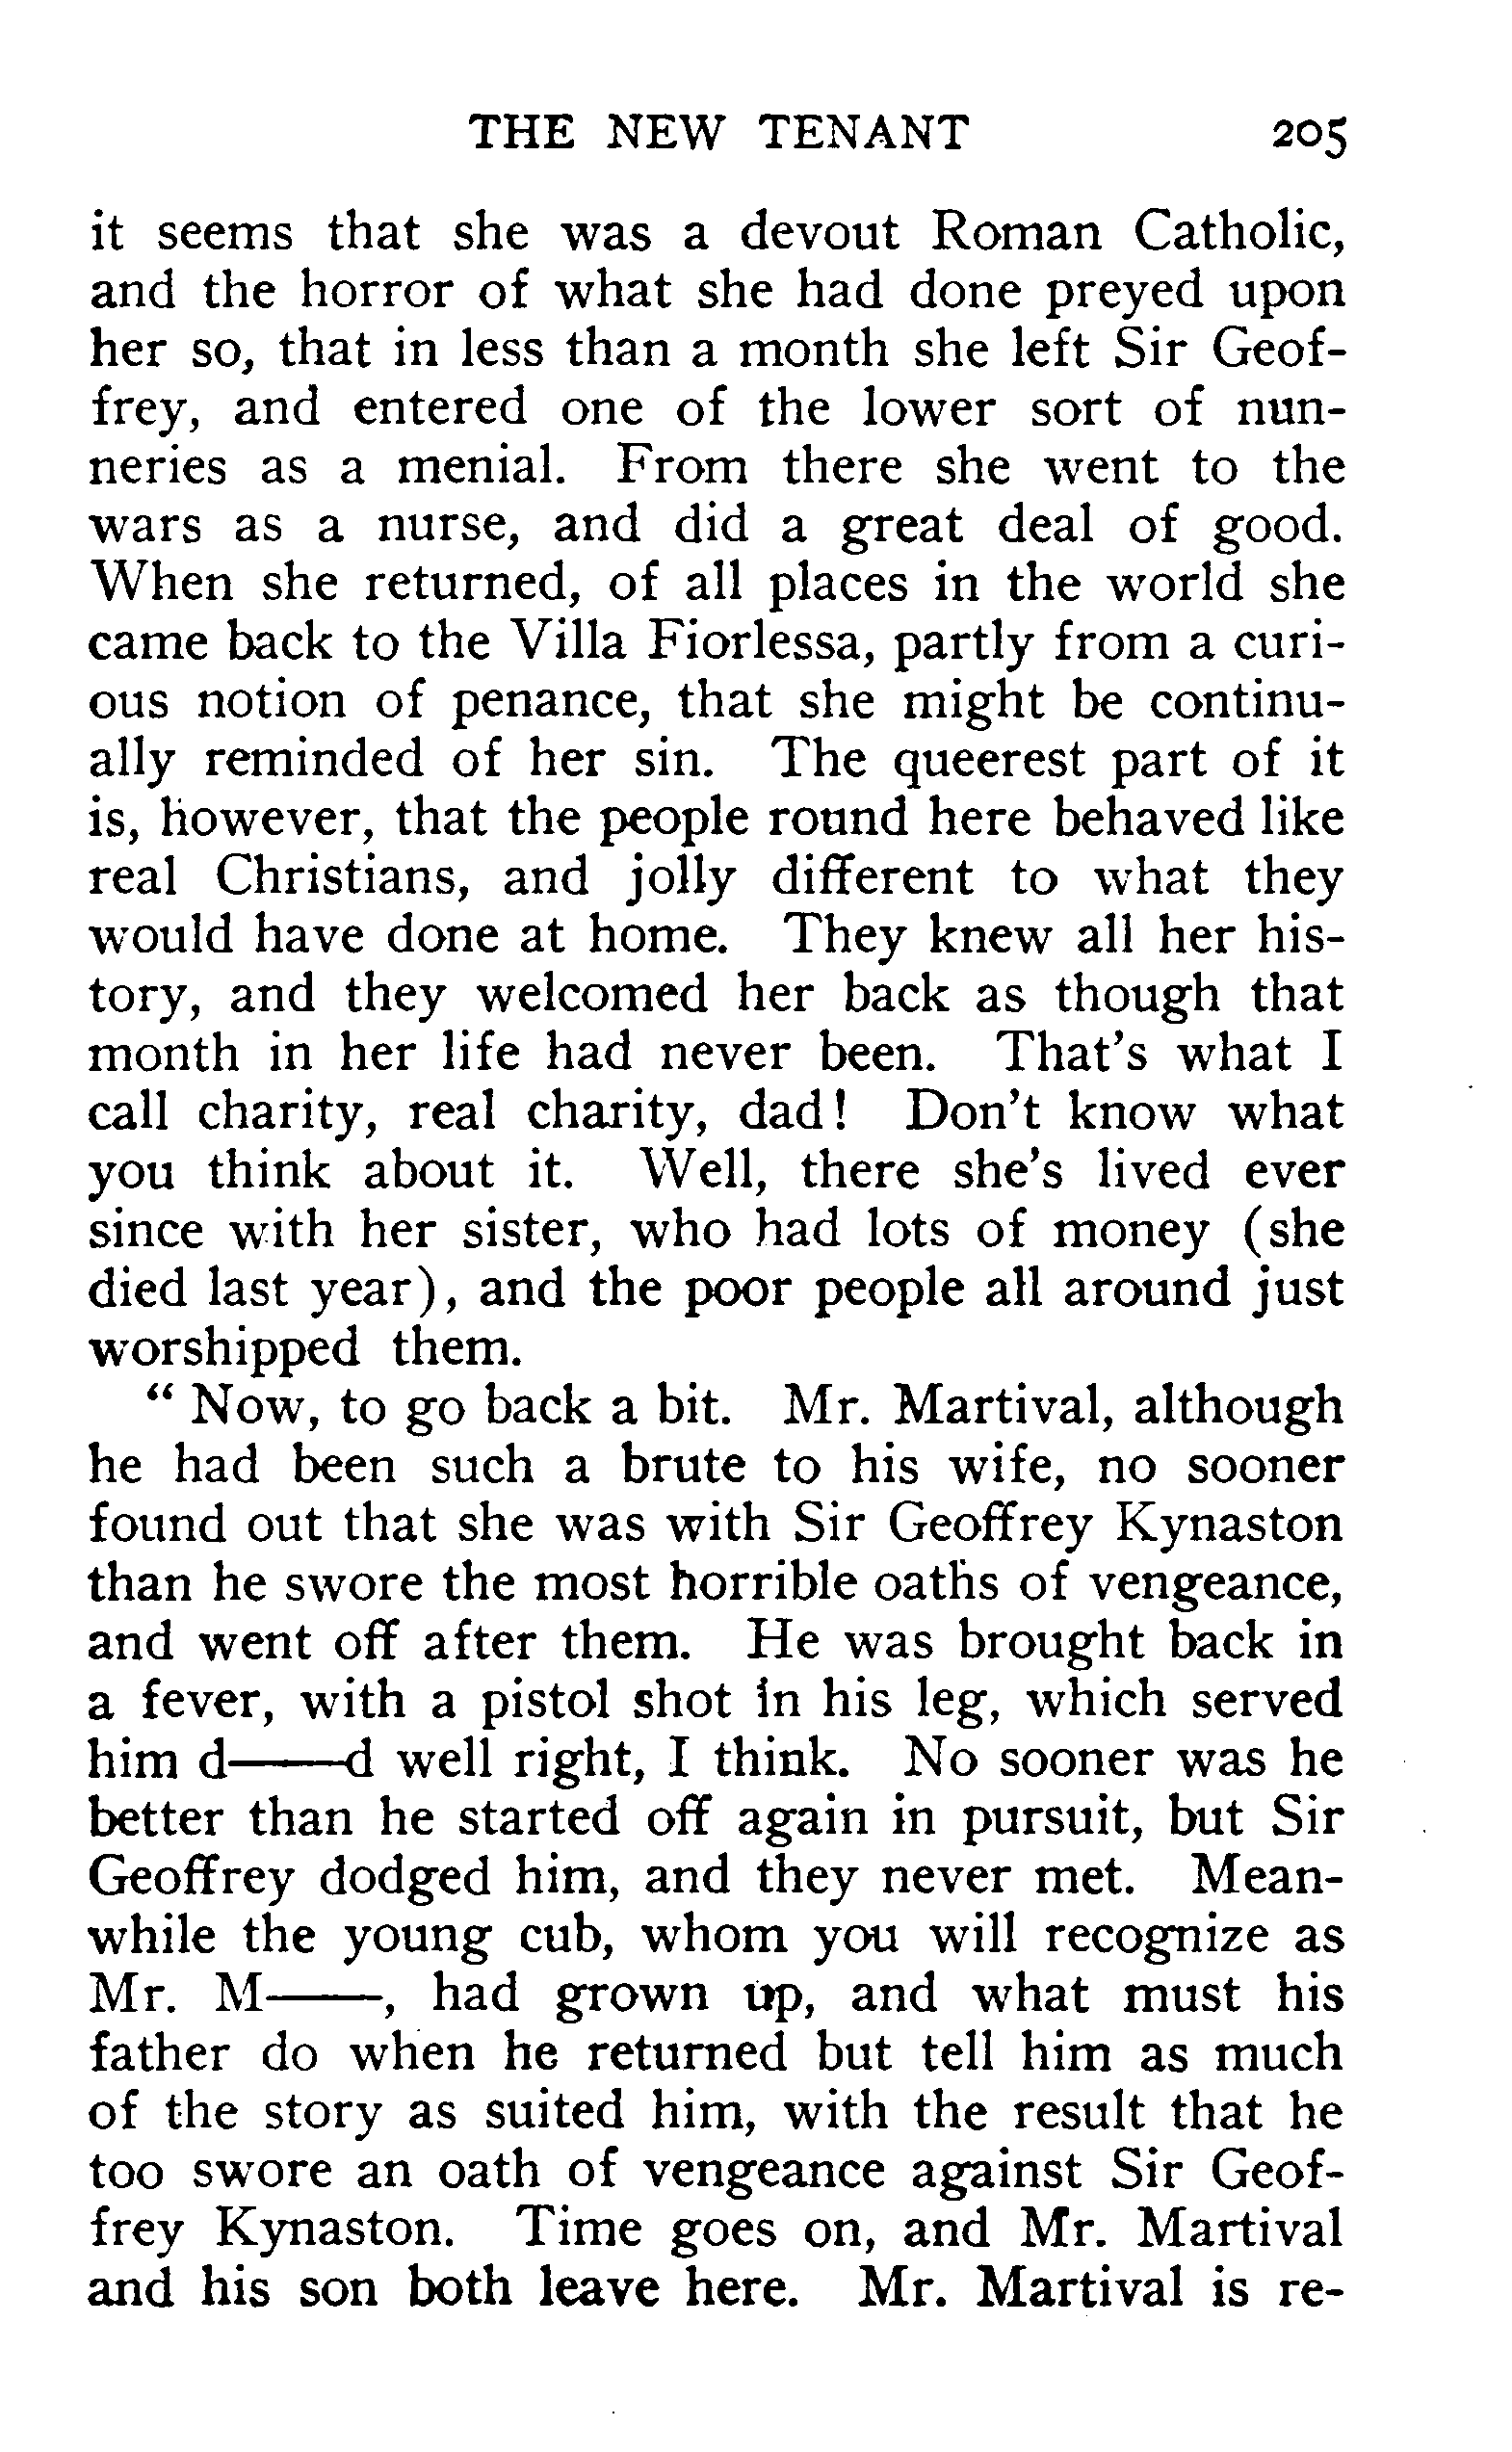 THE NEW TENANT 205
it seems that she was a devout Roman Catholic,
and the horror of what she had done preyed upon
her so, that in less than a month she left Sir Geof-
frey, and entered one of the lower sort of nun-
neries as a menial. From there she went to the
wars as a nurse, and did a great deal of good.
When she returned, of all places in the world she
came back to the Villa Fiorlessa, partly from a curi-
ous notion of penance, that she might be continu-
ally reminded of her sin. The queerest part of it
is, however, that the people round here behaved like
real Christians, and jolly different to what they
would have done at home. They knew all her his-
tory, and they welcomed her back as though that
month in her life had never been. That's what I
call charity, real charity, dad! Don't know what
you think about it. Well, there she's lived ever
since with her sister, who had lots of money (she
died last year), and the poor people all around just
worshipped them.
"Now, to go back a bit. Mr. Martival, although
he had been such a brute to his wife, no sooner
found out that she was with Sir Geoffrey Kynaston
than he swore the most horrible oaths of vengeance,
and went off after them. He was brought back in
a fever, with a pistol shot in his leg, which served
him d——d well right, I think. No sooner was he
better than he started off again in pursuit, but Sir
Geoffrey dodged him, and they never met. Mean-
while the young cub, whom you will recognize as
Mr. M——, had grown up, and what must his
father do when he returned but tell him as much
of the story as suited him, with the result that he
too swore an oath of vengeance against Sir Geof-
frey Kynaston. Time goes on, and Mr. Martival
and his son both leave here. Mr. Martival is re-